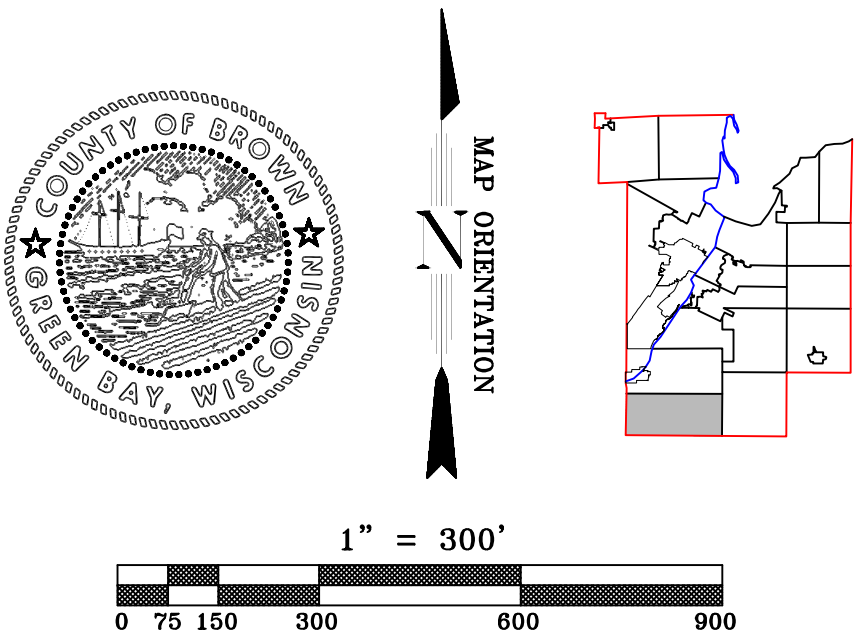 COUNTY OF BROWN
GREEN BAY, WISCONSIN
MAP ORIENTATION
N
1” = 300’
0 75 150 300 600 900